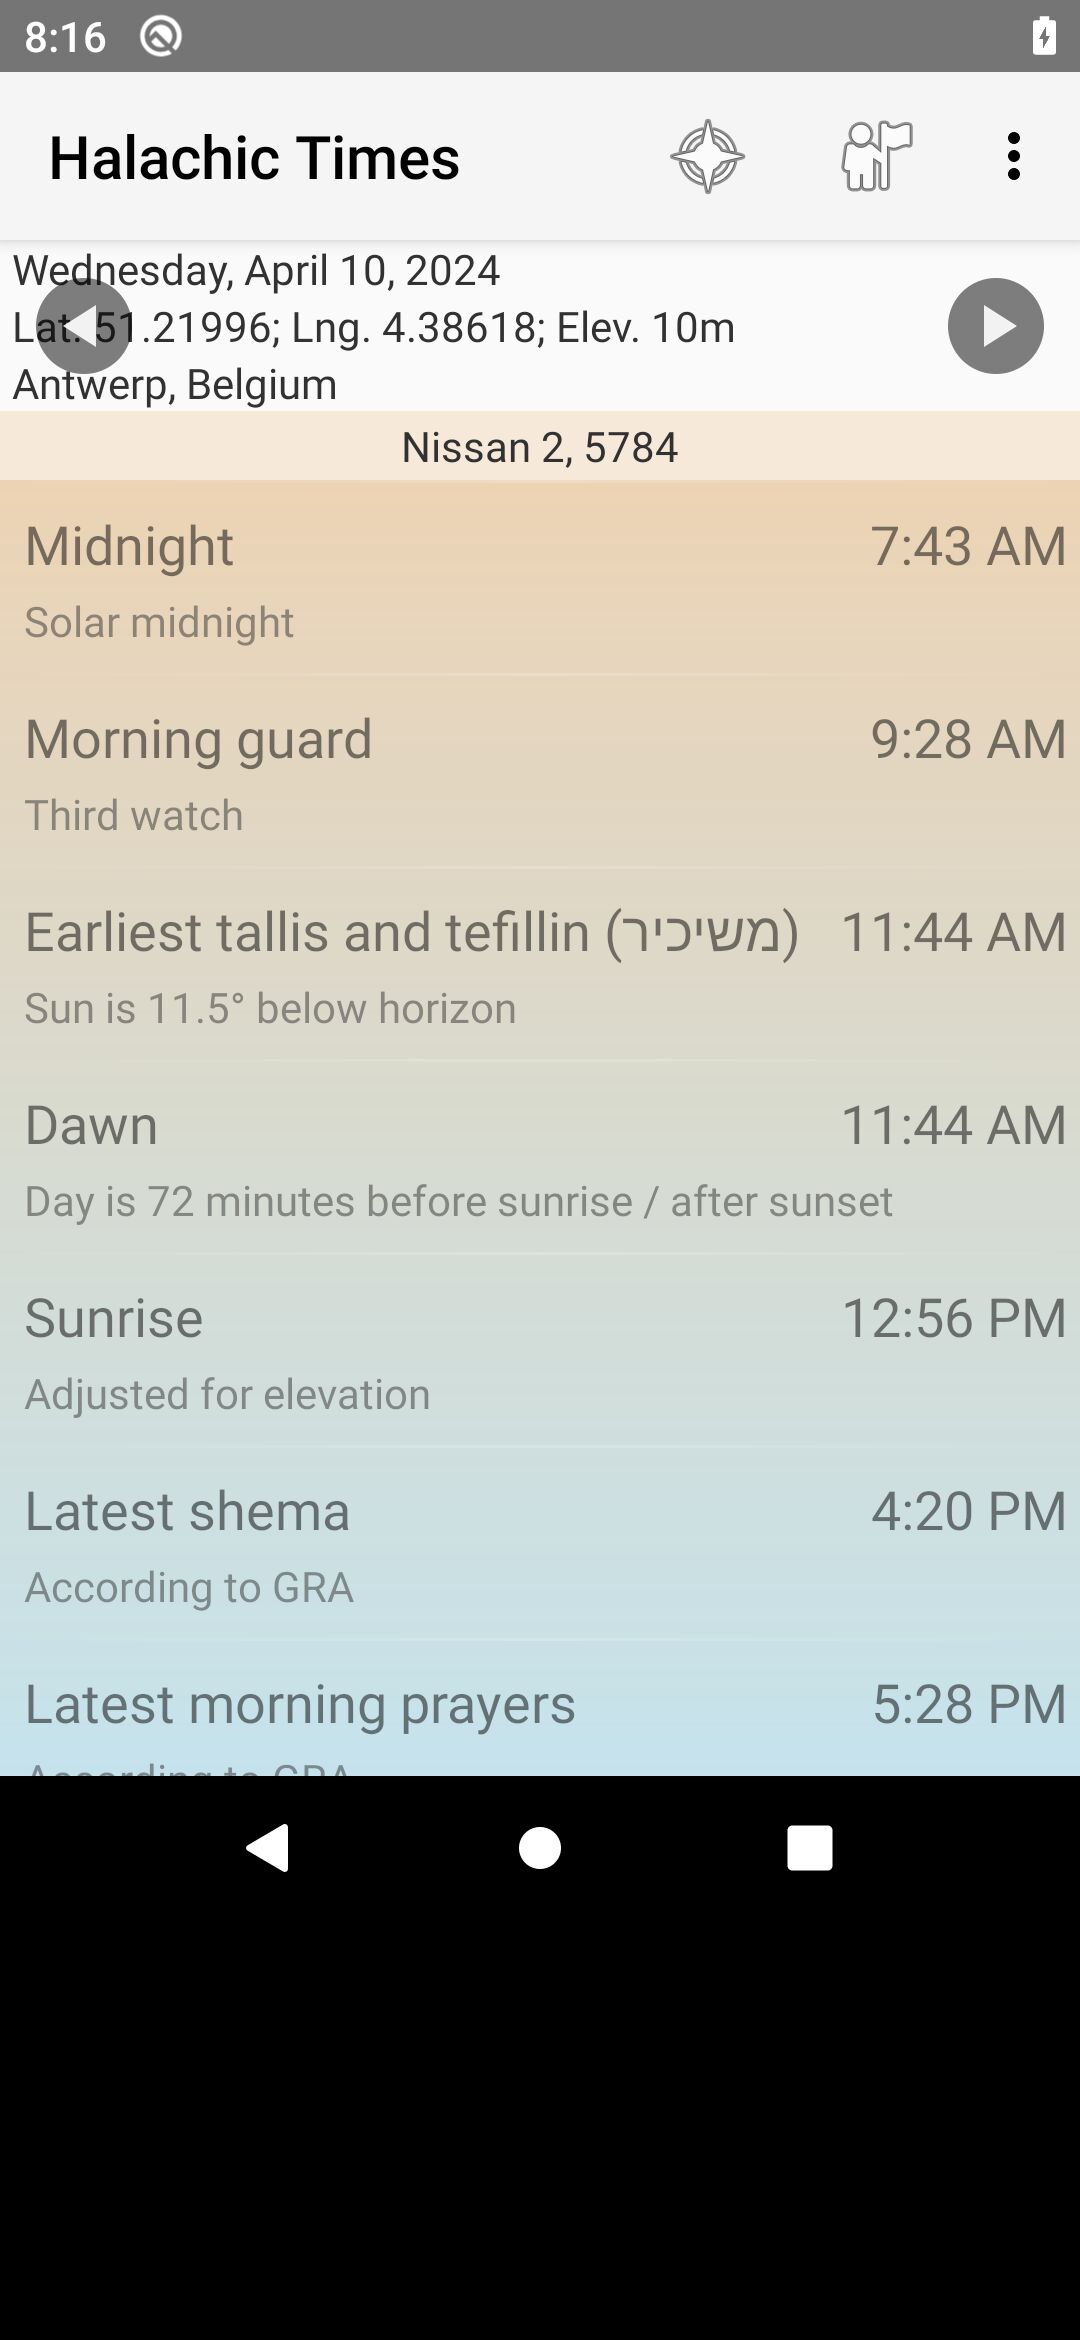 8:16
Halachic Times
Wednesday, April 10, 2024
Lat. 51.21996; Lng. 4.38618; Elev. 10m
Antwerp, Belgium
Nissan 2, 5784
Midnight 7:43 AM
Solar midnight
Morning guard 9:28 AM
Third watch
Earliest tallis and tefillin (משיכיר) 11:44 AM
Sun is 11.5° below horizon
Dawn 11:44 AM
Day is 72 minutes before sunrise / after sunset
Sunrise 12:56 PM
Adjusted for elevation
Latest shema 4:20 PM
According to GRA
Latest morning prayers 5:28 PM
According to GRA